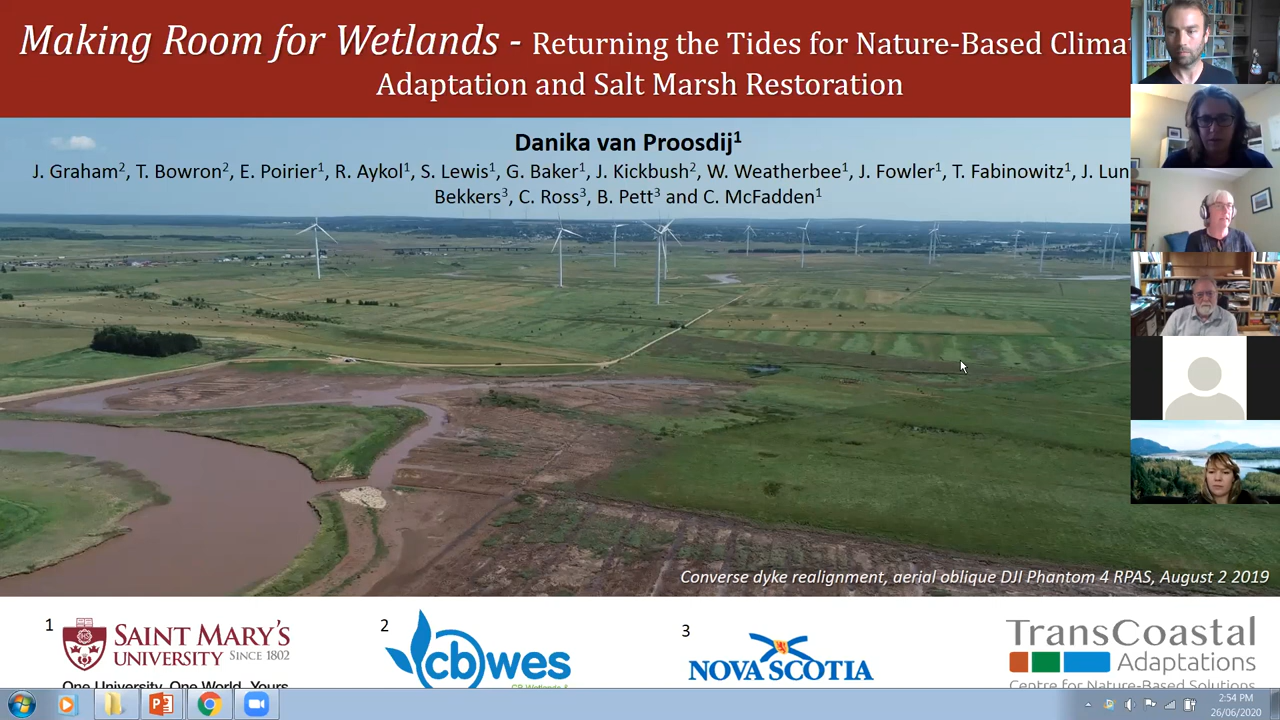 Making Room for Wetlands - Returning the Tides for Nature-Based Climat
Adaptation and Salt Marsh Restoration
Danika van Proosdij1
J. Graham2, T. Bowron2, E. Poirier1, R. Aykol1, S. Lewis1, G. Baker1, J. Kickbush2, W. Weatherbee1, J. Fowler1, T. Fabinowitz1, J. Lun
Bekkers3, C. Ross3, B. Pett3 and C. McFadden1
Converse dyke realignment, aerial oblique DJI Phantom 4 RPAS, August 2 2019
1 SAINT MARY'S
UNIVERSITY SINCE 1802
One University. One World. Yours.
2 cbwes
CB Wetlands &
3 NOVA SCOTIA
TransCoastal
Adaptations
Centre for Nature-Based Solutions
2:54 PM
26/06/2020